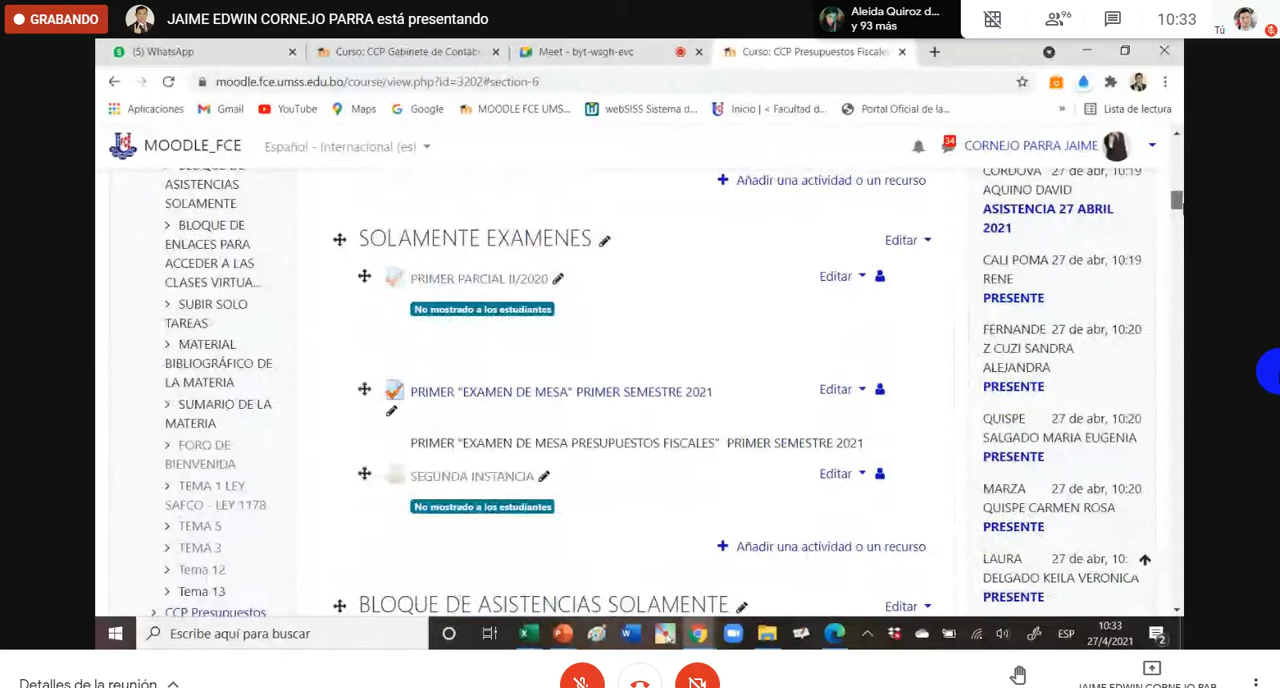 GRABANDO
JAIME EDWIN CORNEJO PARRA está presentando
Aleida Quiroz d...
y 93 más
96
10:33
Tú
(5) WhatsApp
Curso: CCP Gabinete de Contab
Meet - byt-wsgh-evc
Curso: CCP Presupuestos Fiscales
moodle.fce.umss.edu.bo/course/view.php?id=3202#section-6
Aplicaciones
Gmail
YouTube
Maps
Google
MOODLE FCE UMS...
webSISS Sistema d...
Inicio | < Facultad d...
Portal Oficial de la...
»
Lista de lectura
MOODLE_FCE
Español - Internacional (es)
34
CORNEJO PARRA JAIME
BLOQUE DE
ASISTENCIAS
SOLAMENTE
BLOQUE DE
ENLACES PARA
ACCEDER A LAS
CLASES VIRTUA...
SUBIR SOLO
TAREAS
MATERIAL
BIBLIOGRÁFICO DE
LA MATERIA
SUMARIO DE LA
MATERIA
FORO DE
BIENVENIDA
TEMA 1 LEY
SAFCO - LEY 1178
TEMA 5
TEMA 3
Tema 12
Tema 13
CCP Presupuestos
Añadir una actividad o un recurso
SOLAMENTE EXAMENES
Editar
PRIMER PARCIAL II/2020
Editar
No mostrado a los estudiantes
PRIMER "EXAMEN DE MESA" PRIMER SEMESTRE 2021
Editar
PRIMER "EXAMEN DE MESA PRESUPUESTOS FISCALES" PRIMER SEMESTRE 2021
SEGUNDA INSTANCIA
Editar
No mostrado a los estudiantes
Añadir una actividad o un recurso
BLOQUE DE ASISTENCIAS SOLAMENTE
Editar
CORDOVA 27 de abr, 10:19
AQUINO DAVID
ASISTENCIA 27 ABRIL
2021
CALI POMA 27 de abr, 10:19
RENE
PRESENTE
FERNANDE 27 de abr, 10:20
Z CUZI SANDRA
ALEJANDRA
PRESENTE
QUISPE 27 de abr, 10:20
SALGADO MARIA EUGENIA
PRESENTE
MARZA 27 de abr, 10:20
QUISPE CARMEN ROSA
PRESENTE
LAURA 27 de abr, 10:
DELGADO KEILA VERONICA
PRESENTE
Escribe aquí para buscar
ESP
10:33
27/4/2021
2
Detalles de la reunión
JAIME EDWIN CORNEJO PAR